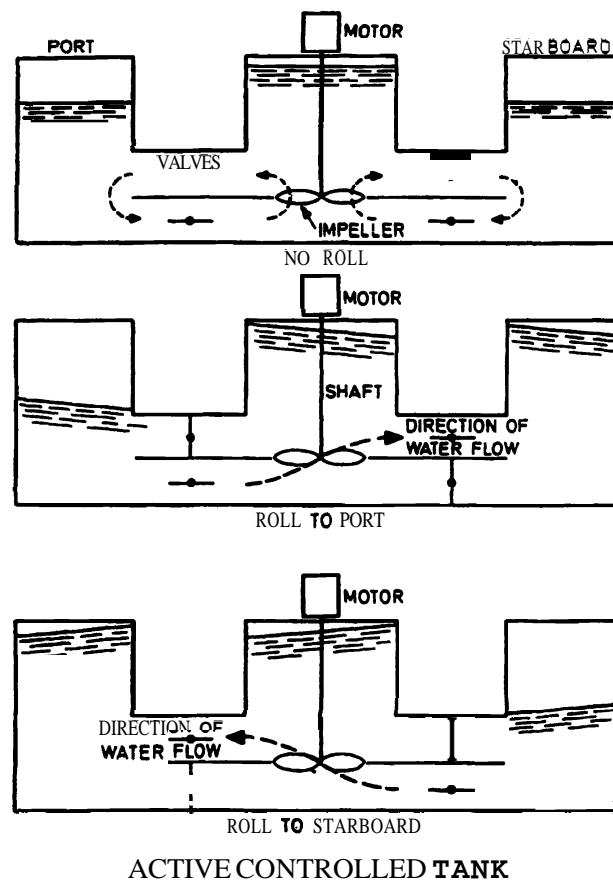 MOTOR
PORT
STARBOARD
VALVES
IMPELLER
NO ROLL
MOTOR
SHAFT
DIRECTION OF
WATER FLOW
ROLL TO PORT
MOTOR
DIRECTION OF
WATER FLOW
ROLL TO STARBOARD
ACTIVE CONTROLLED TANK